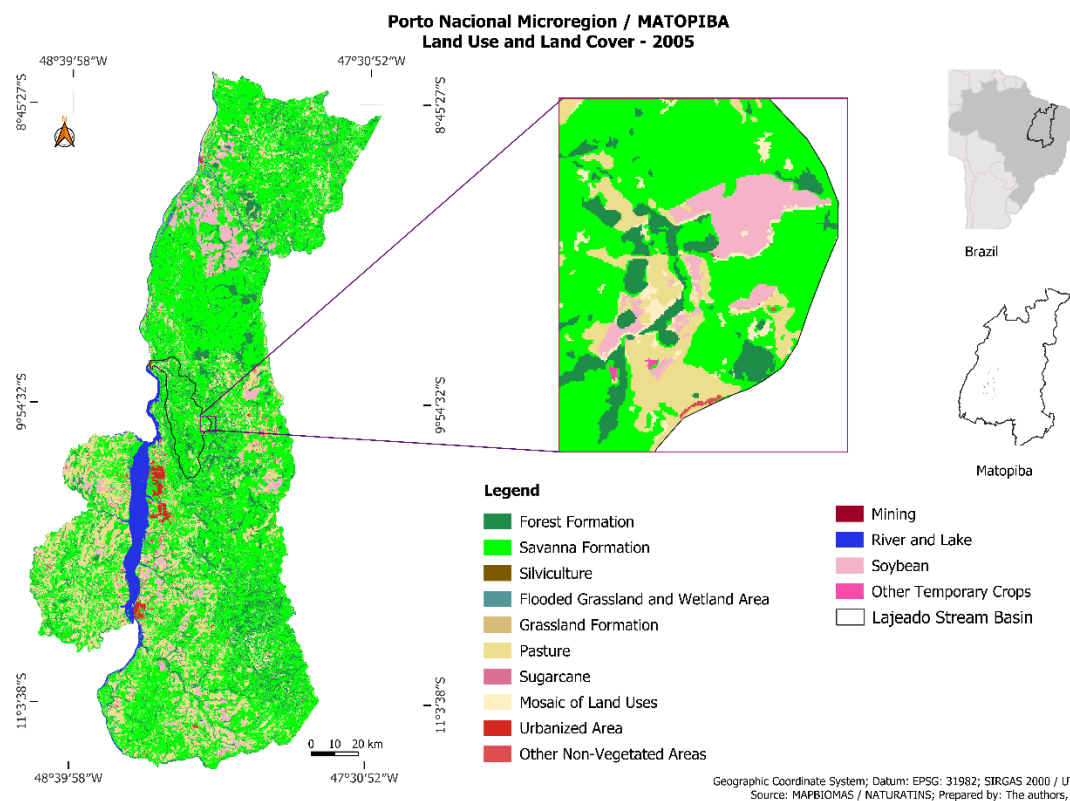 Porto Nacional Microregion / MATOPIBA
Land Use and Land Cover - 2005
48°39'58"W
47°30'52"W
8°45'27"S
8°45'27"S
N
9°54'32"S
9°54'32"S
11°3'38"S
11°3'38"S
0 10 20 km
48°39'58"W
47°30'52"W
Brazil
Matopiba
Legend
Forest Formation
Savanna Formation
Silviculture
Flooded Grassland and Wetland Area
Grassland Formation
Pasture
Sugarcane
Mosaic of Land Uses
Urbanized Area
Other Non-Vegetated Areas
Mining
River and Lake
Soybean
Other Temporary Crops
Lajeado Stream Basin
Geographic Coordinate System; Datum: EPSG: 31982; SIRGAS 2000 / U
Source: MAPBIOMAS / NATURATINS; Prepared by: The authors,